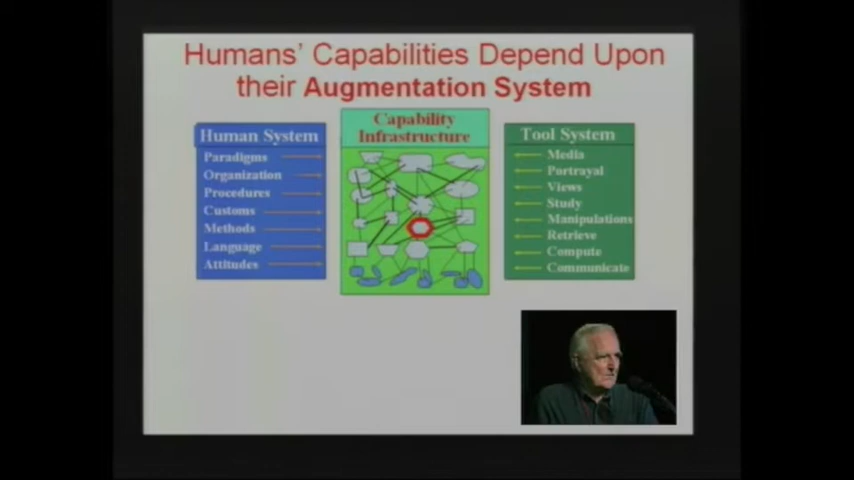 Humans' Capabilities Depend Upon
their Augmentation System
Human System
Paradigms
Organization
Procedures
Customs
Methods
Language
Attitudes
Capability
Infrastructure
Tool System
Media
Portrayal
Views
Study
Manipulations
Retrieve
Compute
Communicate